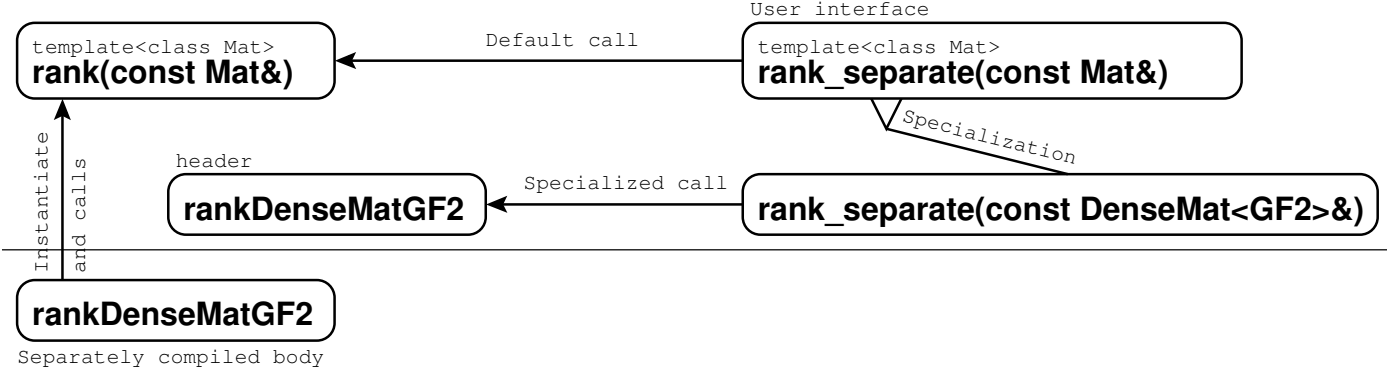 User interface
template<class Mat>
rank(const Mat&)
Default call
template<class Mat>
rank_separate(const Mat&)
Specialization
Instantiate
and calls
header
rankDenseMatGF2
Specialized call
rank_separate(const DenseMat<GF2>&)
rankDenseMatGF2
Separately compiled body